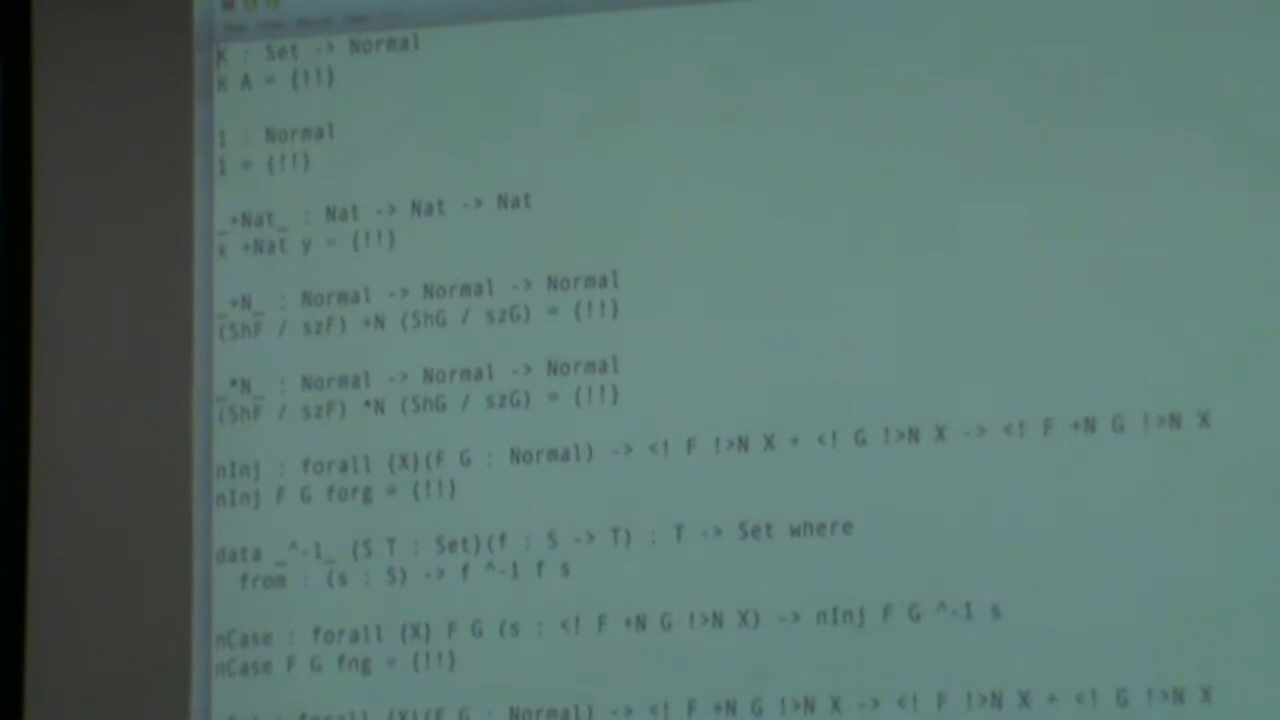 K : Set -> Normal
K A = {!!}
I : Normal
I = {!!}
_+Nat_ : Nat -> Nat -> Nat
x +Nat y = {!!}
_+N_ : Normal -> Normal -> Normal
(ShF / szF) +N (ShG / szG) = {!!}
_*N_ : Normal -> Normal -> Normal
(ShF / szF) *N (ShG / szG) = {!!}
nInj : forall {X}(F G : Normal) -> <! F !>N X + <! G !>N X -> <! F +N G !>N X
nInj F G forg = {!!}
data _^-1_ {S T : Set}(f : S -> T) : T -> Set where
from : (s : S) -> f ^-1 f s
nCase : forall {X} F G (s : <! F +N G !>N X) -> nInj F G ^-1 s
nCase F G fng = {!!}
: forall {X}(F G : Normal) -> <! F +N G !>N X -> <! F !>N X + <! G !>N X